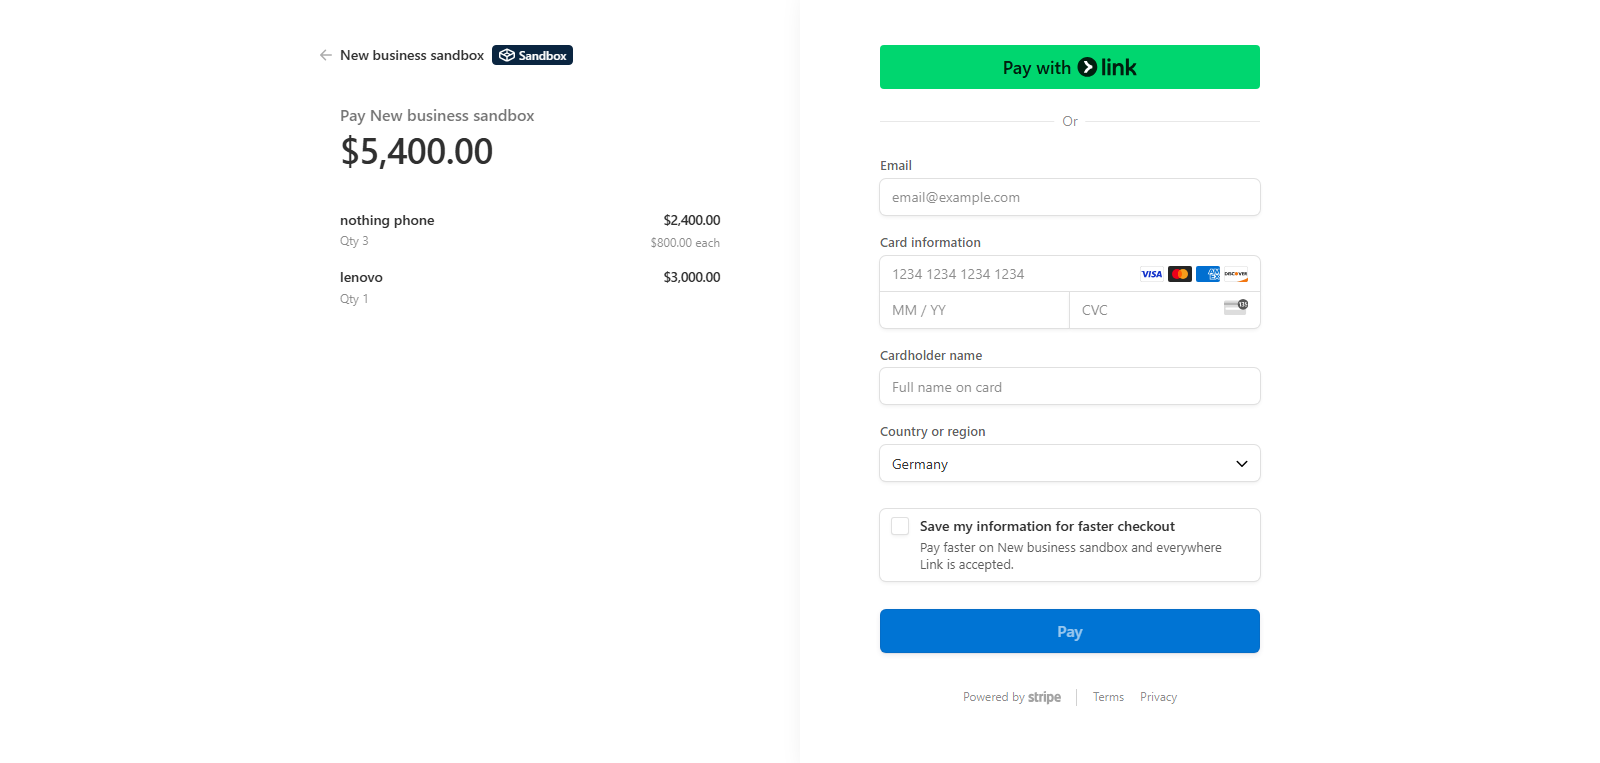 New business sandbox Sandbox
Pay New business sandbox
$5,400.00
nothing phone $2,400.00
Qty 3 $800.00 each
lenovo $3,000.00
Qty 1
Pay with link
Or
Email
email@example.com
Card information
1234 1234 1234 1234 VISA AMEX DISCOVER
MM / YY CVC 135
Cardholder name
Full name on card
Country or region
Germany
Save my information for faster checkout
Pay faster on New business sandbox and everywhere
Link is accepted.
Pay
Powered by stripe Terms Privacy